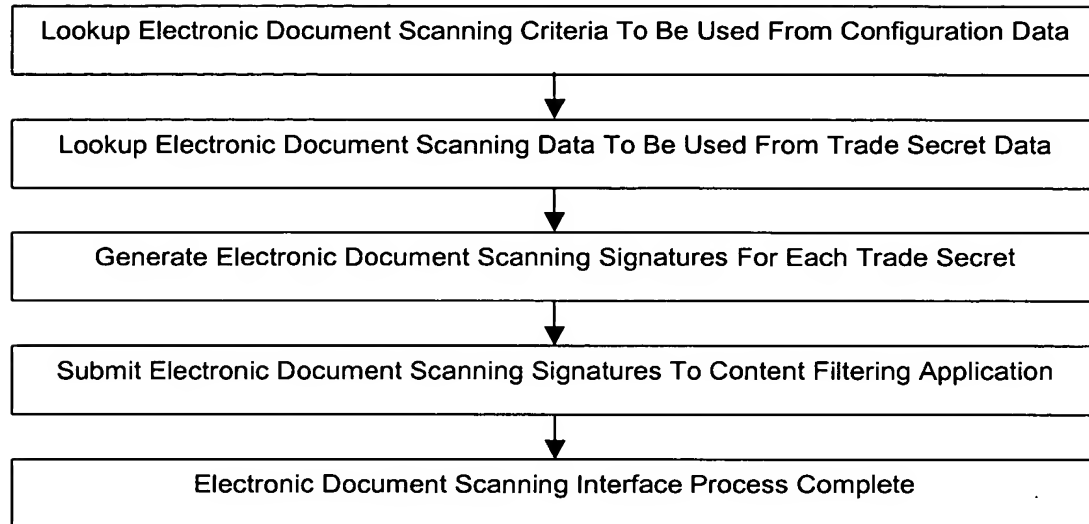 Lookup Electronic Document Scanning Criteria To Be Used From Configuration Data
Lookup Electronic Document Scanning Data To Be Used From Trade Secret Data
Generate Electronic Document Scanning Signatures For Each Trade Secret
Submit Electronic Document Scanning Signatures To Content Filtering Application
Electronic Document Scanning Interface Process Complete